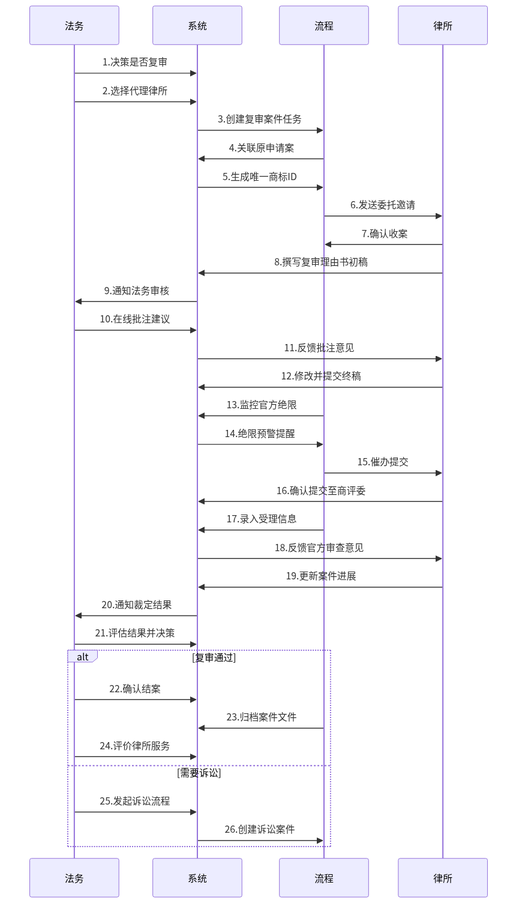 法务
系统
流程
律所
1.决策是否复审
2.选择代理律所
3.创建复审案件任务
4.关联原申请案
5.生成唯一商标ID
6.发送委托邀请
7.确认收案
8.撰写复审理由书初稿
9.通知法务审核
10.在线批注建议
11.反馈批注意见
12.修改并提交终稿
13.监控官方绝限
14.绝限预警提醒
15.催办提交
16.确认提交至商评委
17.录入受理信息
18.反馈官方审查意见
19.更新案件进展
20.通知裁定结果
21.评估结果并决策
alt
[复审通过]
22.确认结案
23.归档案件文件
24.评价律所服务
[需要诉讼]
25.发起诉讼流程
26.创建诉讼案件
法务
系统
流程
律所